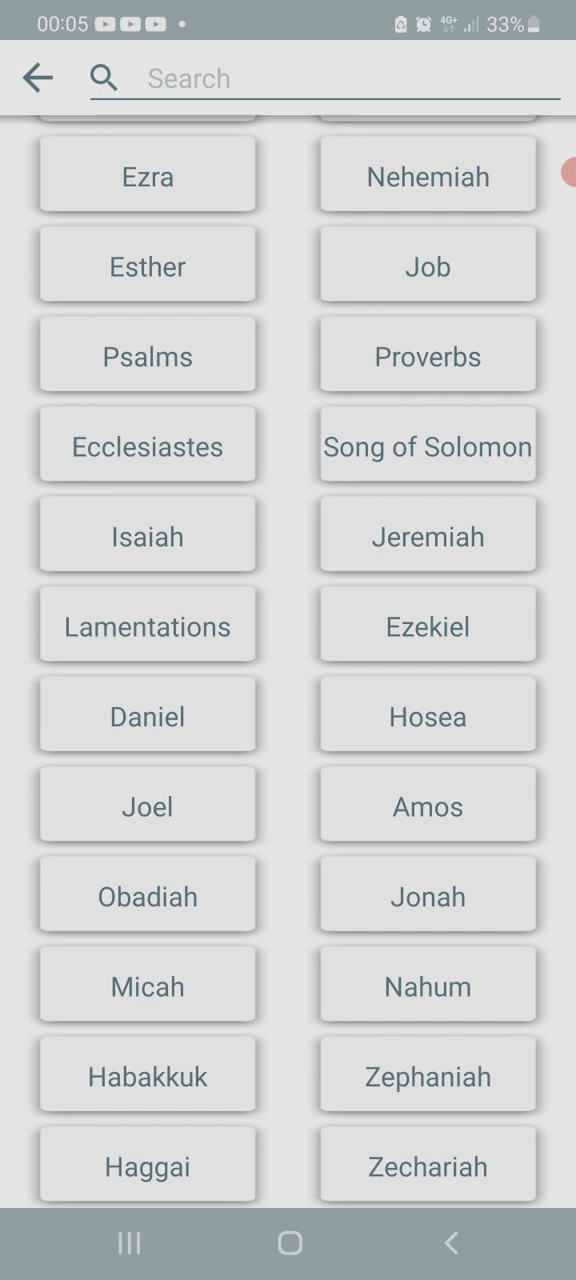 00:05 4G+ 33%
Search
Ezra Nehemiah
Esther Job
Psalms Proverbs
Ecclesiastes Song of Solomon
Isaiah Jeremiah
Lamentations Ezekiel
Daniel Hosea
Joel Amos
Obadiah Jonah
Micah Nahum
Habakkuk Zephaniah
Haggai Zechariah